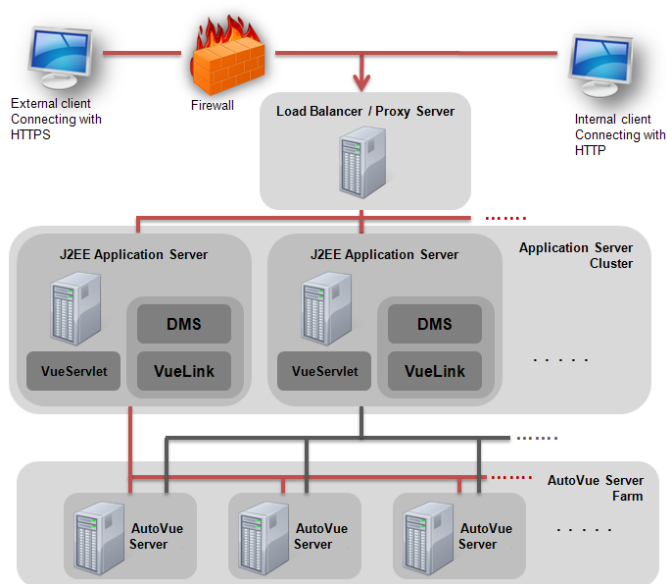 External client
Connecting with
HTTPS
Firewall
Internal client
Connecting with
HTTP
Load Balancer / Proxy Server
J2EE Application Server
DMS
VueServlet
VueLink
J2EE Application Server
DMS
VueServlet
VueLink
Application Server
Cluster
AutoVue Server
Farm
AutoVue
Server
AutoVue
Server
AutoVue
Server